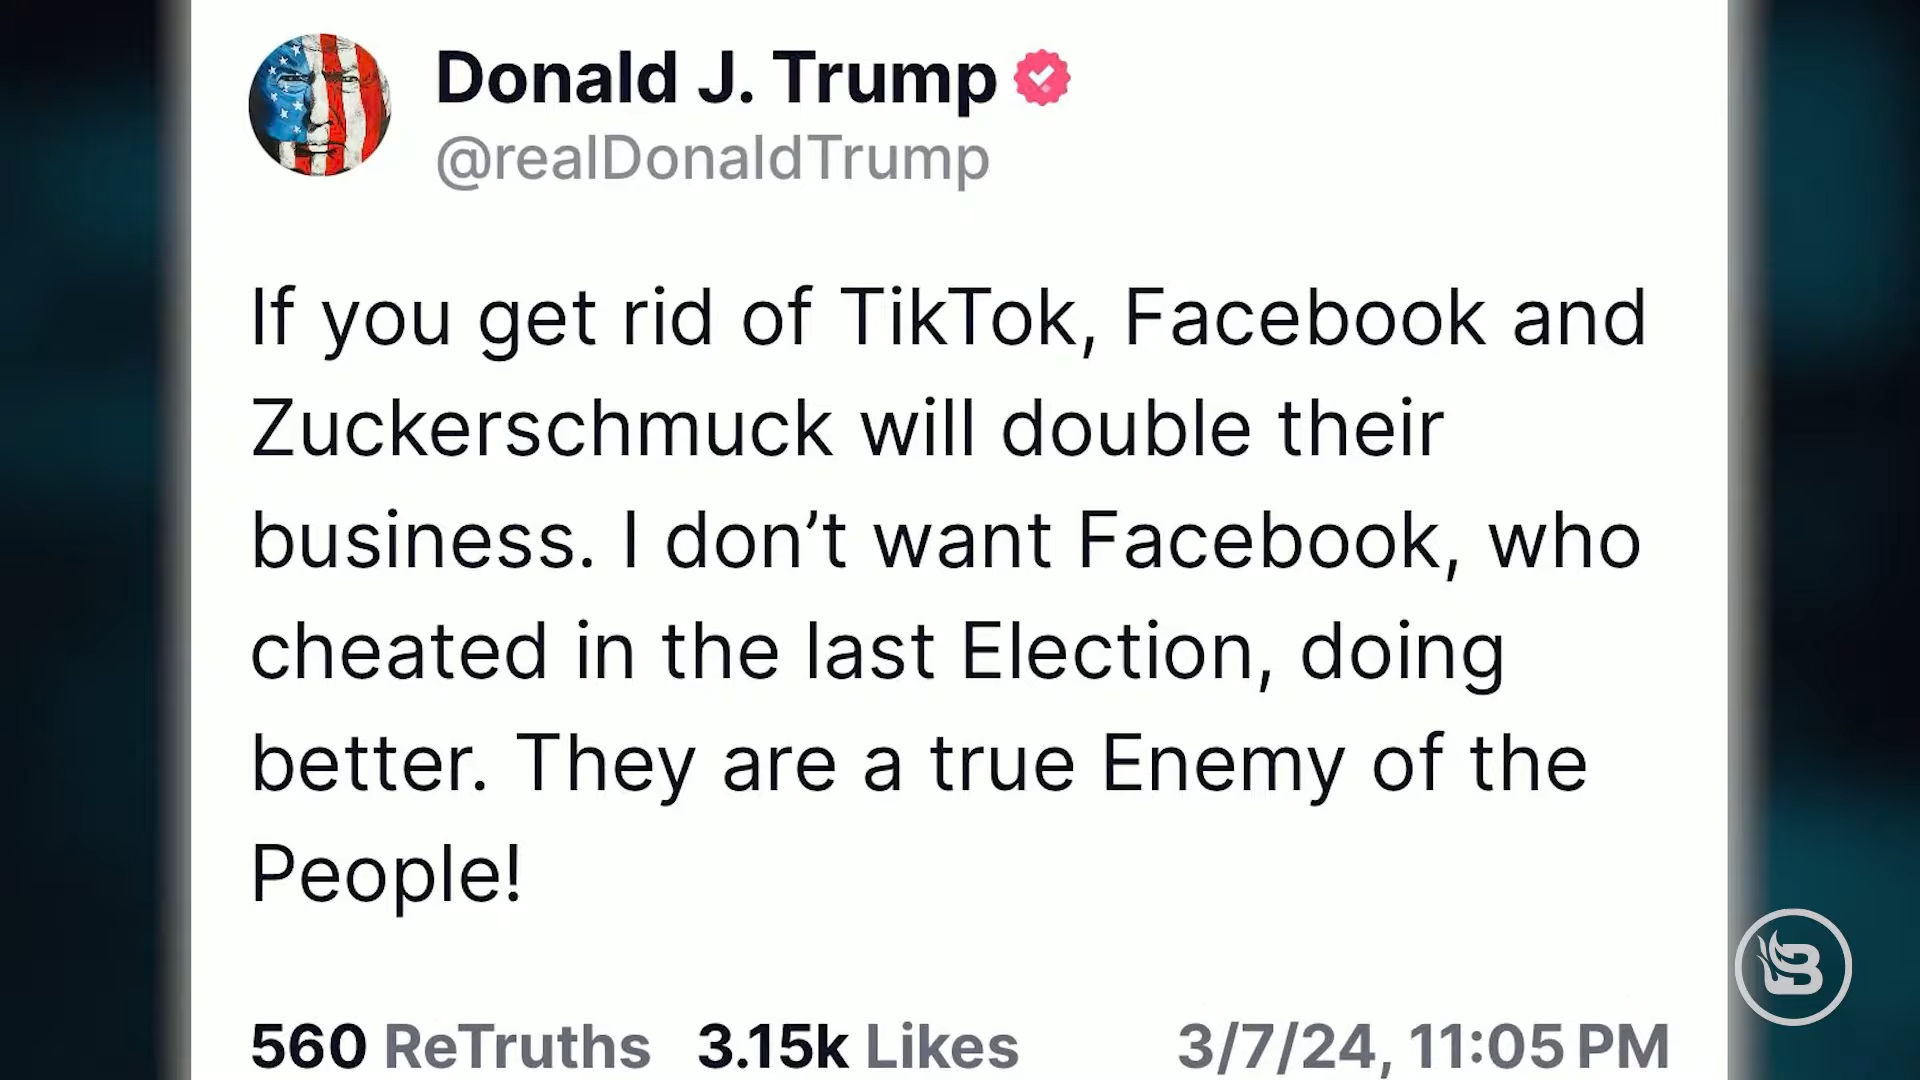 Donald J. Trump
@realDonaldTrump
If you get rid of TikTok, Facebook and
Zuckerschmuck will double their
business. I don’t want Facebook, who
cheated in the last Election, doing
better. They are a true Enemy of the
People!
560 ReTruths 3.15k Likes 3/7/24, 11:05 PM
B